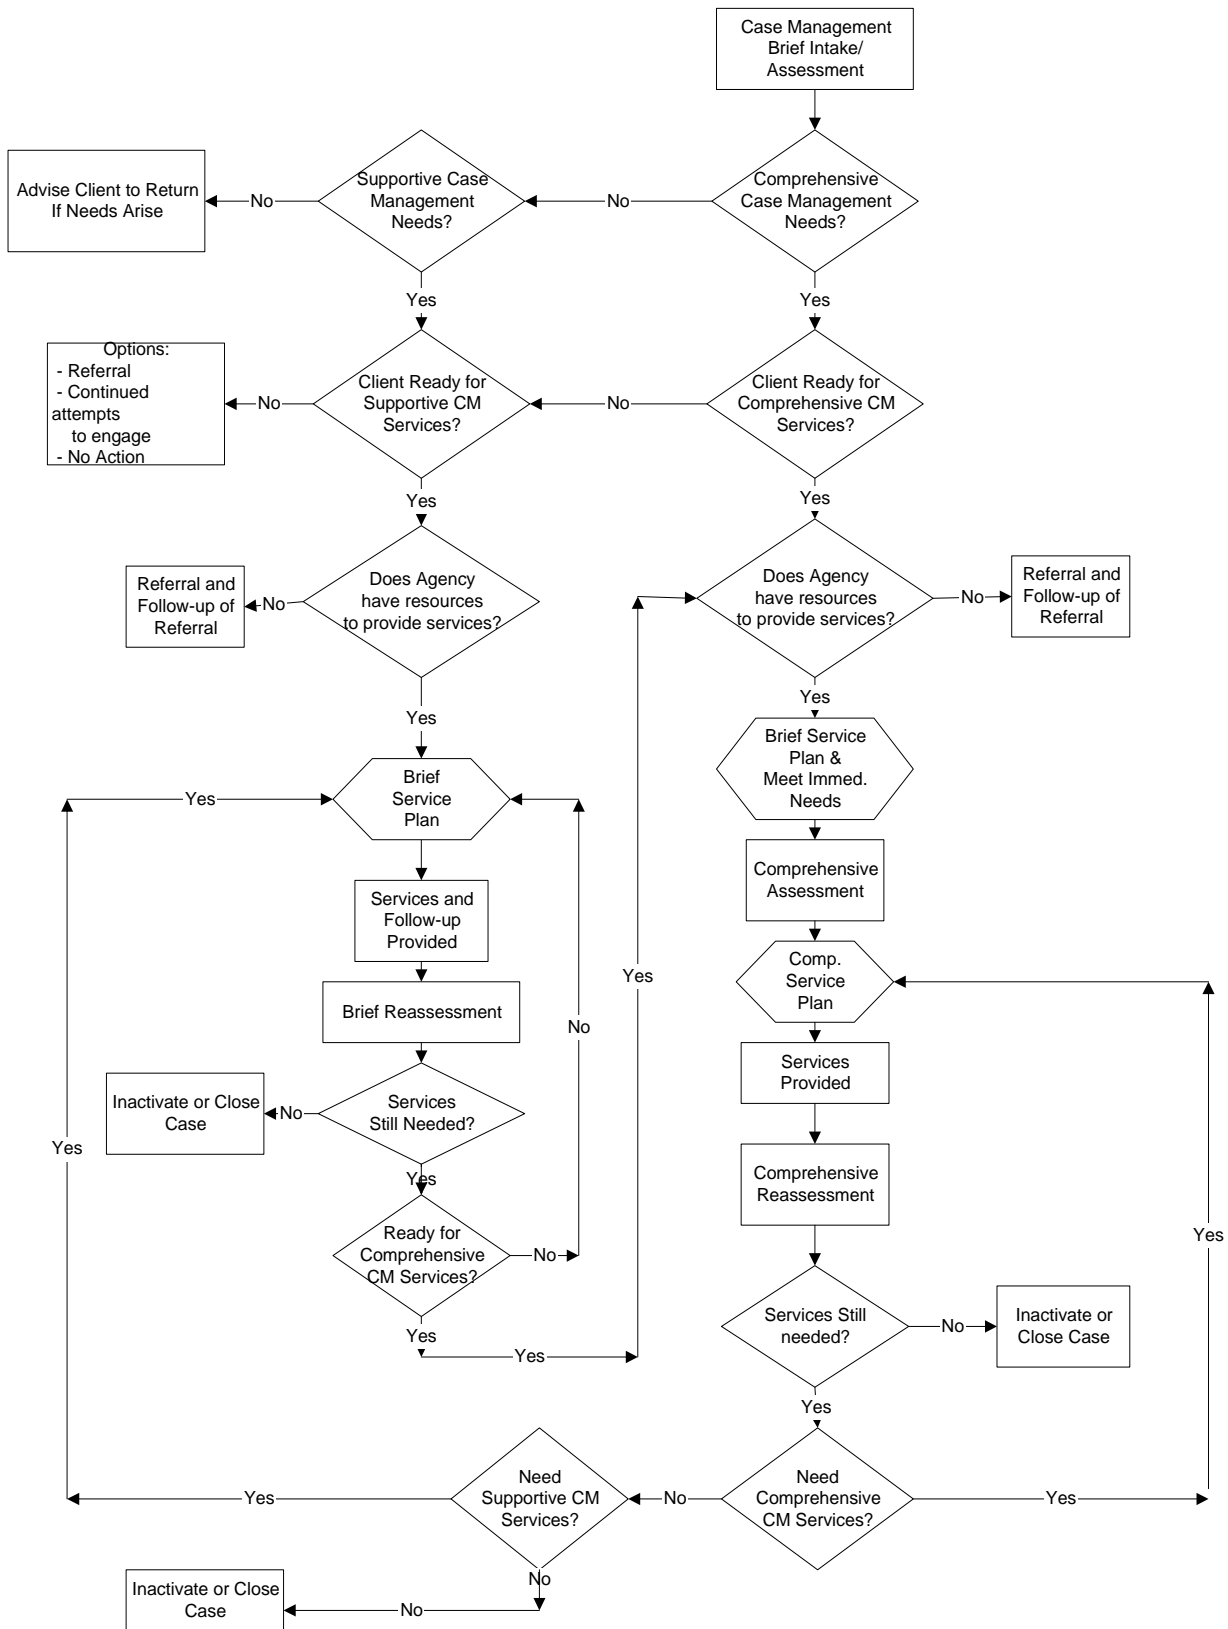 Case Management
Brief Intake/
Assessment
Advise Client to Return
If Needs Arise
No
Supportive Case
Management
Needs?
No
Comprehensive
Case Management
Needs?
Yes
Yes
Options:
- Referral
- Continued
attempts
to engage
- No Action
No
Client Ready for
Supportive CM
Services?
No
Client Ready for
Comprehensive CM
Services?
Yes
Yes
Referral and
Follow-up of
Referral
No
Does Agency
have resources
to provide services?
Does Agency
have resources
to provide services?
No
Referral and
Follow-up of
Referral
Yes
Yes
Brief Service
Plan &
Meet Immed.
Needs
Yes
Brief
Service
Plan
Comprehensive
Assessment
Services and
Follow-up
Provided
Comp.
Service
Plan
Yes
Brief Reassessment
No
Services
Provided
Inactivate or Close
Case
No
Services
Still Needed?
Yes
Yes
Comprehensive
Reassessment
Ready for
Comprehensive
CM Services?
No
Yes
Yes
Yes
Services Still
needed?
No
Inactivate or
Close Case
Yes
Yes
Need
Supportive CM
Services?
No
Need
Comprehensive
CM Services?
Yes
No
Inactivate or Close
Case
No